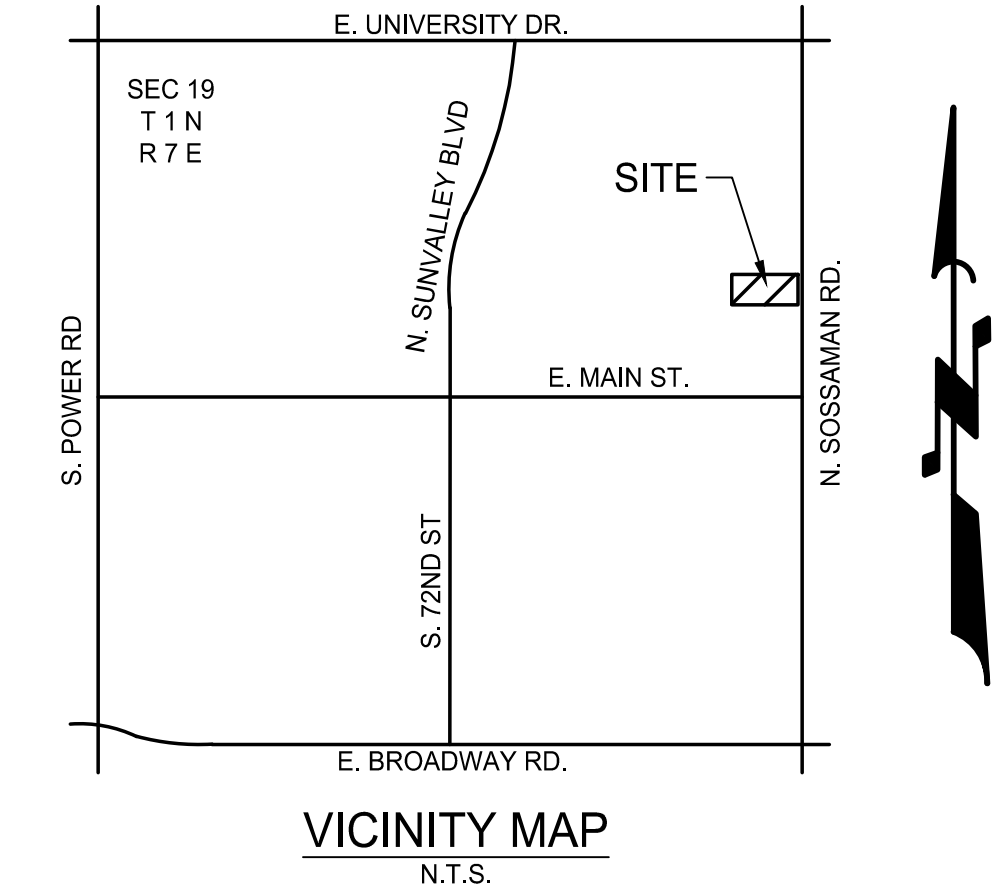 E. UNIVERSITY DR.
SEC 19
T 1 N
R 7 E
N. SUNVALLEY BLVD
SITE
N. SOSSAMAN RD.
S. POWER RD
E. MAIN ST.
S. 72ND ST
E. BROADWAY RD.
VICINITY MAP
N.T.S.